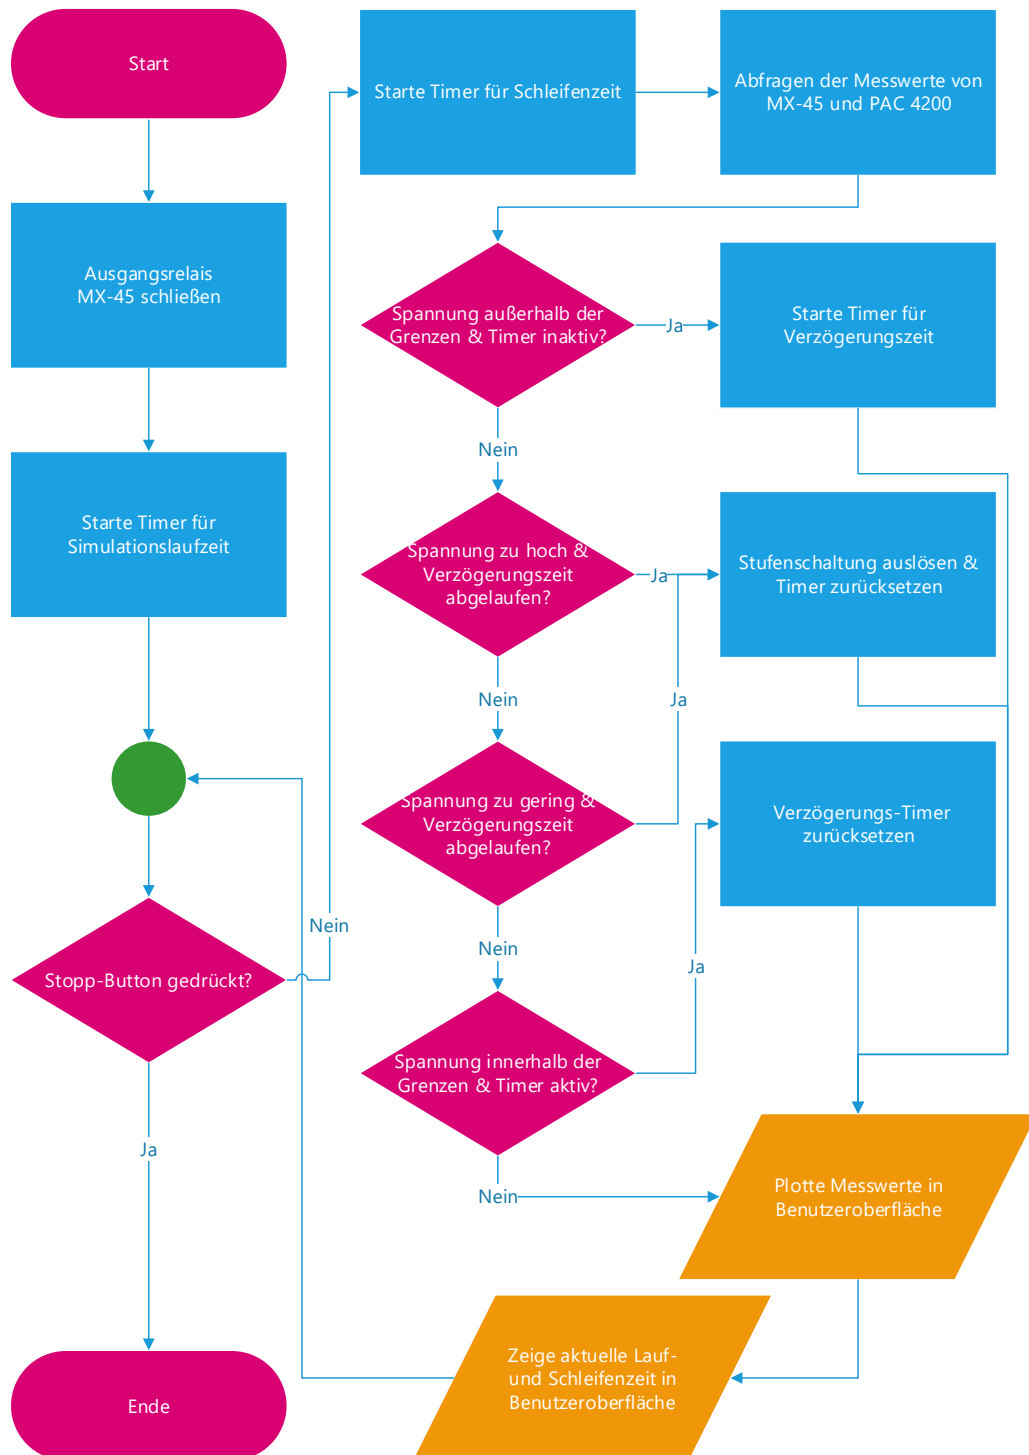 Start
Ausgangsrelais
MX-45 schließen
Starte Timer für
Simulationslaufzeit
Stopp-Button gedrückt?
Nein
Ja
Ende
Starte Timer für Schleifenzeit
Abfragen der Messwerte von
MX-45 und PAC 4200
Spannung außerhalb der
Grenzen & Timer inaktiv?
Ja
Starte Timer für
Verzögerungszeit
Nein
Spannung zu hoch &
Verzögerungszeit
abgelaufen?
Ja
Stufenschaltung auslösen &
Timer zurücksetzen
Nein
Spannung zu gering &
Verzögerungszeit
abgelaufen?
Ja
Verzögerungs-Timer
zurücksetzen
Nein
Spannung innerhalb der
Grenzen & Timer aktiv?
Ja
Nein
Plotte Messwerte in
Benutzeroberfläche
Zeige aktuelle Lauf-
und Schleifenzeit in
Benutzeroberfläche